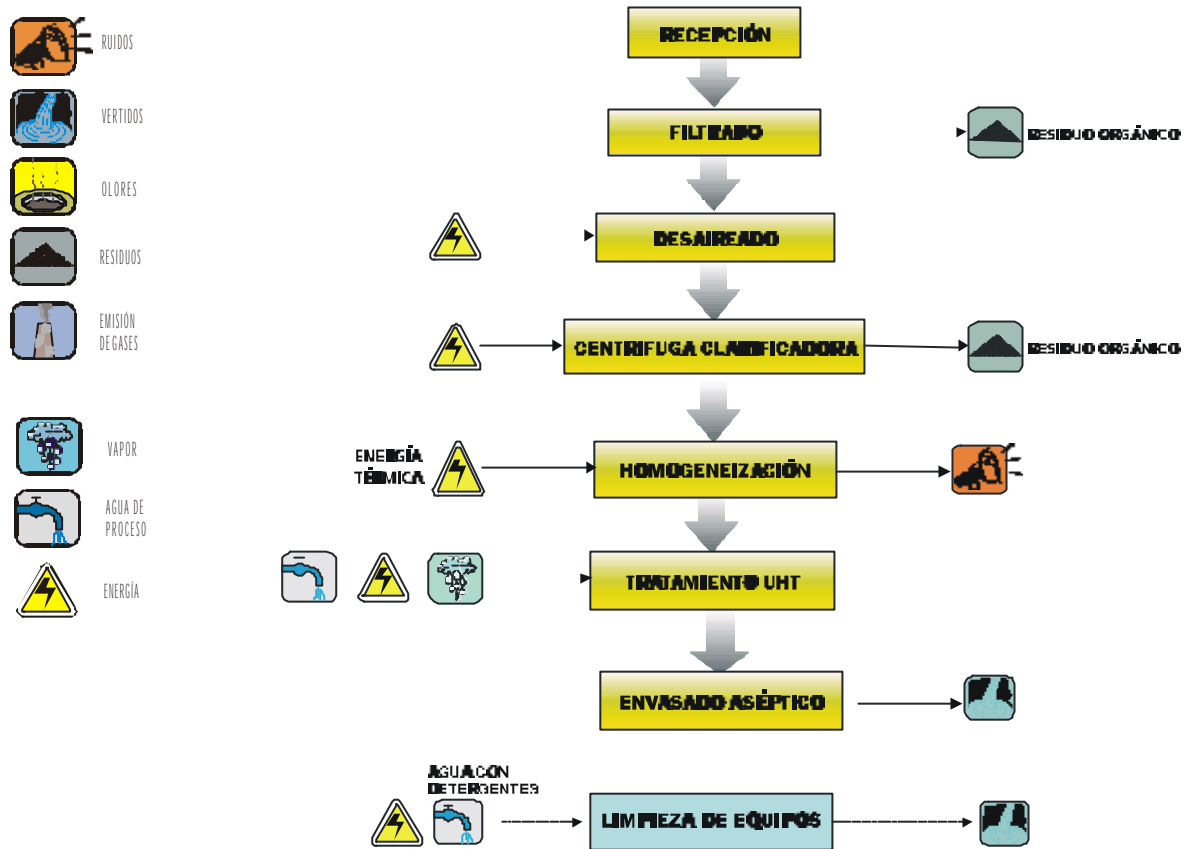 RUIDOS
VERTIDOS
OLORES
RESIDUOS
EMISIÓN
DE GASES
VAPOR
AGUA DE
PROCESO
ENERGÍA
RECEPCIÓN
FILTRADO
RESIDUO ORGÁNICO
DESAIREADO
CENTRIFUGA CLARIFICADORA
RESIDUO ORGÁNICO
ENERGÍA
TÉRMICA
HOMOGENEIZACIÓN
TRATAMIENTO UHT
ENVASADO ASÉPTICO
AGUA CON
DETERGENTES
LIMPIEZA DE EQUIPOS